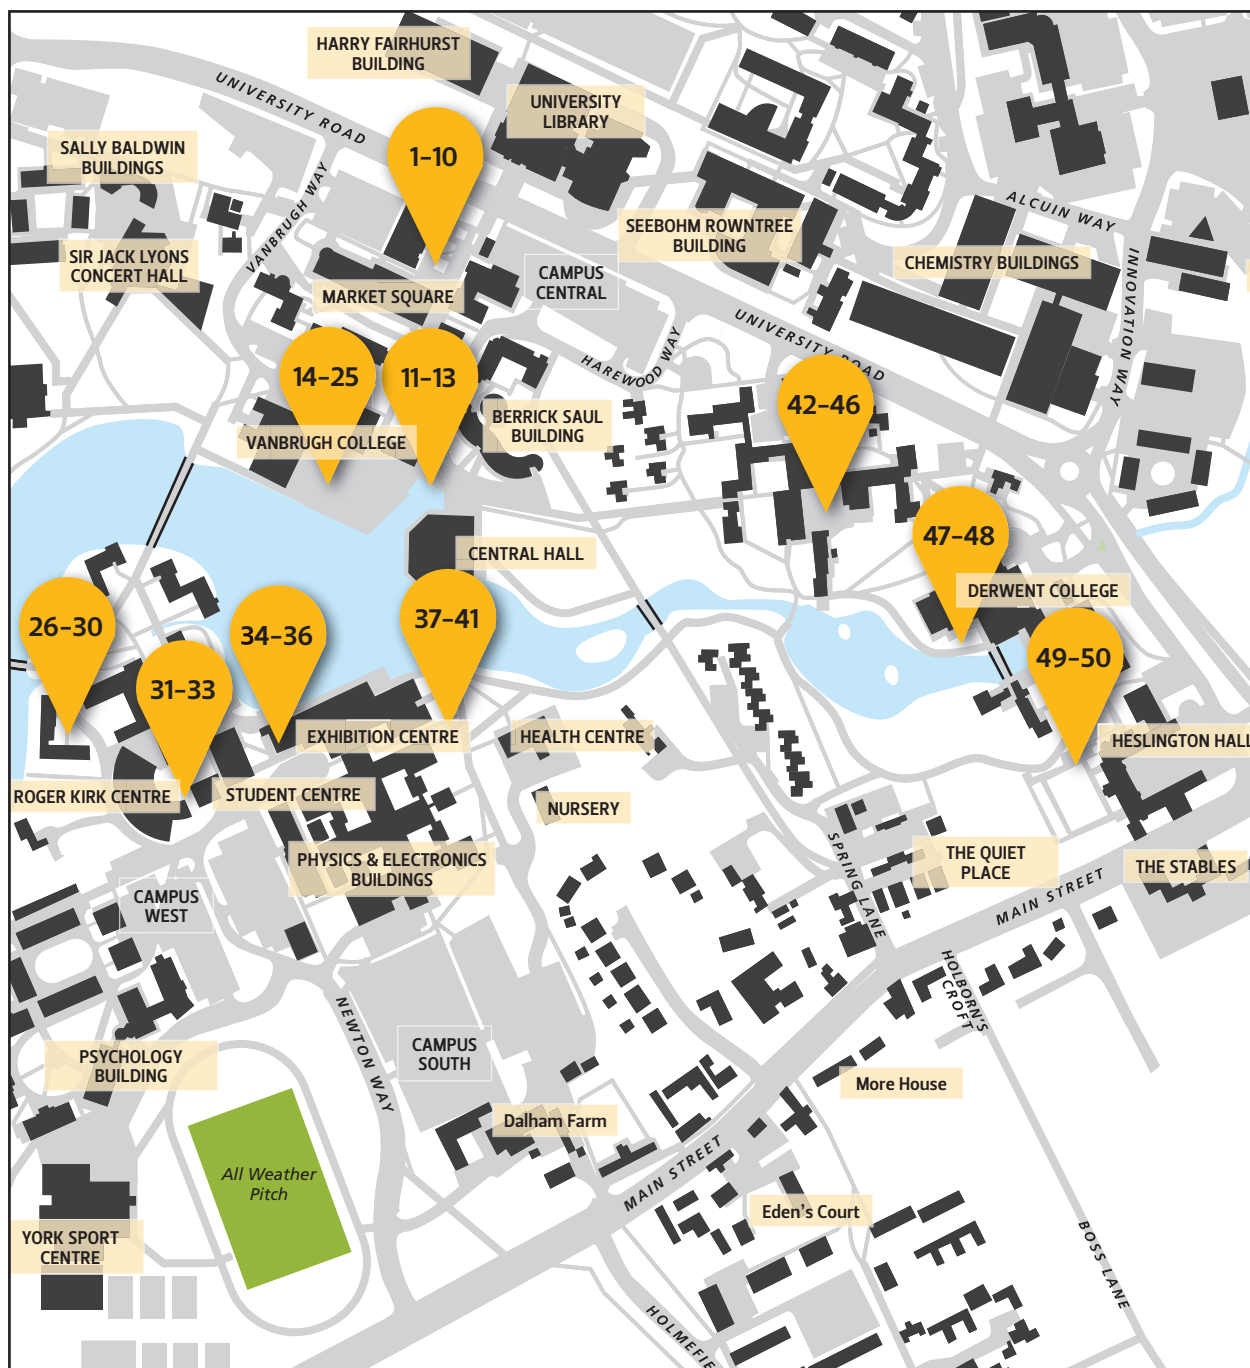 HARRY FAIRHURST
BUILDING
UNIVERSITY ROAD
UNIVERSITY
LIBRARY
SALLY BALDWIN
BUILDINGS
1-10
VANBRUGH WAY
ALCUIN WAY
SEEBOHM ROWNTREE
BUILDING
SIR JACK LYONS
CONCERT HALL
CHEMISTRY BUILDINGS
CAMPUS
CENTRAL
MARKET SQUARE
INNOVATION WAY
UNIVERSITY ROAD
HAREWOOD WAY
14-25
11-13
42-46
BERRICK SAUL
BUILDING
VANBRUGH COLLEGE
47-48
CENTRAL HALL
DERWENT COLLEGE
26-30
34-36
37-41
49-50
31-33
EXHIBITION CENTRE
HEALTH CENTRE
HESLINGTON HALL
ROGER KIRK CENTRE
STUDENT CENTRE
NURSERY
SPRING LANE
THE QUIET
PLACE
PHYSICS & ELECTRONICS
BUILDINGS
THE STABLES
MAIN STREET
CAMPUS
WEST
HOLBORN'S
CROFT
NEWTON WAY
CAMPUS
SOUTH
PSYCHOLOGY
BUILDING
More House
Dalham Farm
MAIN STREET
All Weather
Pitch
Eden's Court
YORK SPORT
CENTRE
BOSS LANE
HOLMEFIE